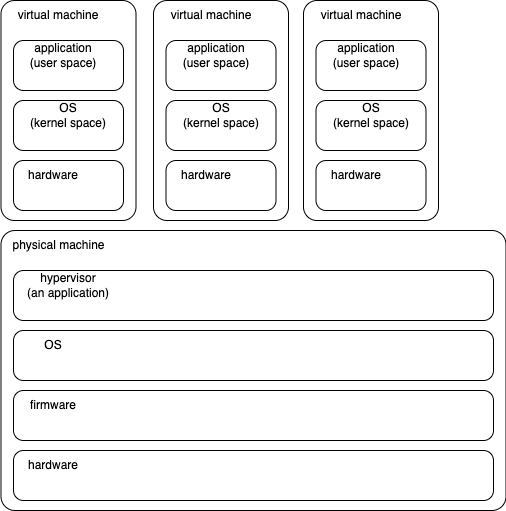 virtual machine
application
(user space)
OS
(kernel space)
hardware
virtual machine
application
(user space)
OS
(kernel space)
hardware
virtual machine
application
(user space)
OS
(kernel space)
hardware
physical machine
hypervisor
(an application)
OS
firmware
hardware